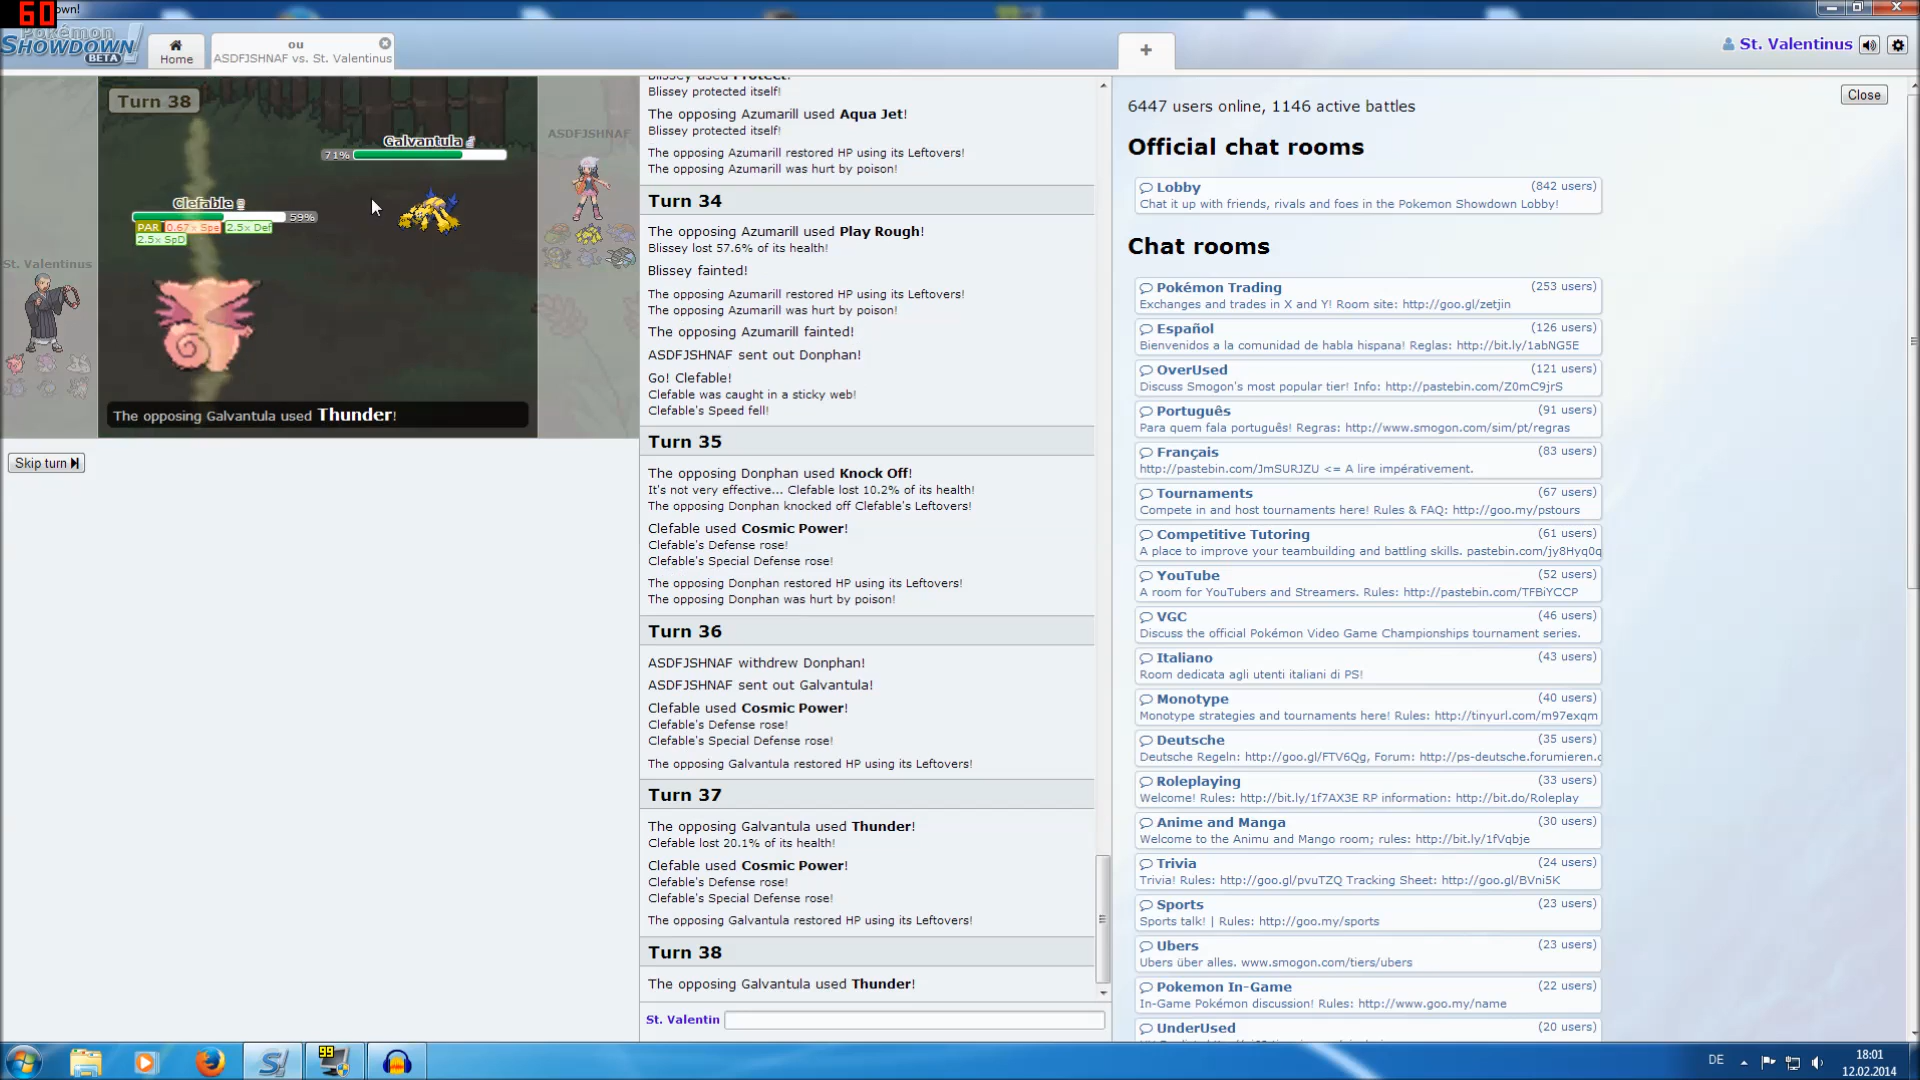 60
own!
Pokémon
SHOWDOWN!
BETA
Home
ou
ASDFJSHNAF vs. St. Valentinus
+
St. Valentinus
Turn 38
Galvantula
71%
Clefable
59%
PAR 0.67x Spe 2.5x Def
2.5x SpD
ASDFJSHNAF
St. Valentinus
The opposing Galvantula used Thunder!
Skip turn
Blissey used Protect!
Blissey protected itself!
The opposing Azumarill used Aqua Jet!
Blissey protected itself!
The opposing Azumarill restored HP using its Leftovers!
The opposing Azumarill was hurt by poison!
Turn 34
The opposing Azumarill used Play Rough!
Blissey lost 57.6% of its health!
Blissey fainted!
The opposing Azumarill restored HP using its Leftovers!
The opposing Azumarill was hurt by poison!
The opposing Azumarill fainted!
ASDFJSHNAF sent out Donphan!
Go! Clefable!
Clefable was caught in a sticky web!
Clefable's Speed fell!
Turn 35
The opposing Donphan used Knock Off!
It's not very effective... Clefable lost 10.2% of its health!
The opposing Donphan knocked off Clefable's Leftovers!
Clefable used Cosmic Power!
Clefable's Defense rose!
Clefable's Special Defense rose!
The opposing Donphan restored HP using its Leftovers!
The opposing Donphan was hurt by poison!
Turn 36
ASDFJSHNAF withdrew Donphan!
ASDFJSHNAF sent out Galvantula!
Clefable used Cosmic Power!
Clefable's Defense rose!
Clefable's Special Defense rose!
The opposing Galvantula restored HP using its Leftovers!
Turn 37
The opposing Galvantula used Thunder!
Clefable lost 20.1% of its health!
Clefable used Cosmic Power!
Clefable's Defense rose!
Clefable's Special Defense rose!
The opposing Galvantula restored HP using its Leftovers!
Turn 38
The opposing Galvantula used Thunder!
St. Valentin
Close
6447 users online, 1146 active battles
Official chat rooms
Lobby (842 users)
Chat it up with friends, rivals and foes in the Pokemon Showdown Lobby!
Chat rooms
Pokémon Trading (253 users)
Exchanges and trades in X and Y! Room site: http://goo.gl/zetjin
Español (126 users)
Bienvenidos a la comunidad de habla hispana! Reglas: http://bit.ly/1abNG5E
OverUsed (121 users)
Discuss Smogon's most popular tier! Info: http://pastebin.com/Z0mC9jrS
Português (91 users)
Para quem fala português! Regras: http://www.smogon.com/sim/pt/regras
Français (83 users)
http://pastebin.com/JmSURJZU <= A lire impérativement.
Tournaments (67 users)
Compete in and host tournaments here! Rules & FAQ: http://goo.my/pstours
Competitive Tutoring (61 users)
A place to improve your teambuilding and battling skills. pastebin.com/jy8Hyq0q
YouTube (52 users)
A room for YouTubers and Streamers. Rules: http://pastebin.com/TFBiYCCP
VGC (46 users)
Discuss the official Pokémon Video Game Championships tournament series.
Italiano (43 users)
Room dedicata agli utenti italiani di PS!
Monotype (40 users)
Monotype strategies and tournaments here! Rules: http://tinyurl.com/m97exqm
Deutsche (35 users)
Deutsche Regeln: http://goo.gl/FTV6Qg, Forum: http://ps-deutsche.forumieren.c
Roleplaying (33 users)
Welcome! Rules: http://bit.ly/1f7AX3E RP information: http://bit.do/Roleplay
Anime and Manga (30 users)
Welcome to the Animu and Mango room; rules: http://bit.ly/1fVqbje
Trivia (24 users)
Trivia! Rules: http://goo.gl/pvuTZQ Tracking Sheet: http://goo.gl/BVni5K
Sports (23 users)
Sports talk! | Rules: http://goo.my/sports
Ubers (23 users)
Ubers über alles. www.smogon.com/tiers/ubers
Pokemon In-Game (22 users)
In-Game Pokémon discussion! Rules: http://www.goo.my/name
UnderUsed (20 users)
99
DE
18:01
12.02.2014